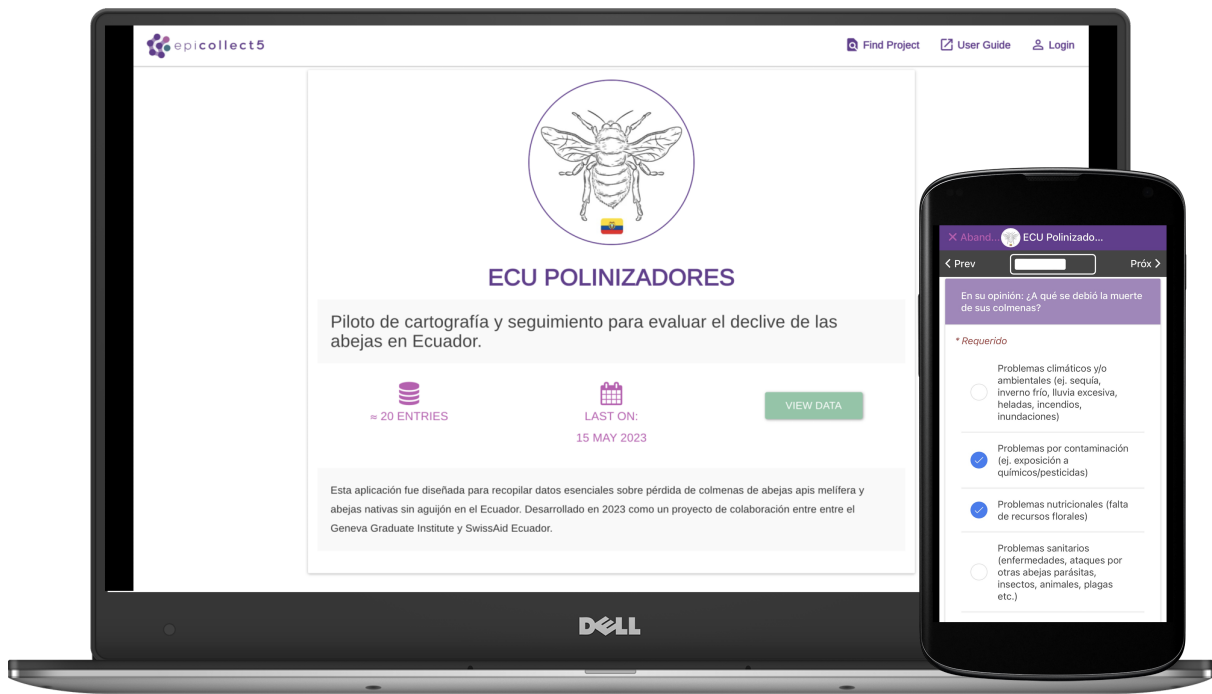 epicollect5
Find Project
User Guide
Login
ECU POLINIZADORES
Piloto de cartografía y seguimiento para evaluar el declive de las
abejas en Ecuador.
≈ 20 ENTRIES
LAST ON:
15 MAY 2023
VIEW DATA
Esta aplicación fue diseñada para recopilar datos esenciales sobre pérdida de colmenas de abejas apis melífera y
abejas nativas sin aguijón en el Ecuador. Desarrollado en 2023 como un proyecto de colaboración entre entre el
Geneva Graduate Institute y SwissAid Ecuador.
DELL
Aband...
ECU Polinizado...
Prev
Próx
En su opinión: ¿A qué se debió la muerte
de sus colmenas?
* Requerido
Problemas climáticos y/o
ambientales (ej. sequía,
inverno frío, lluvia excesiva,
heladas, incendios,
inundaciones)
Problemas por contaminación
(ej. exposición a
químicos/pesticidas)
Problemas nutricionales (falta
de recursos florales)
Problemas sanitarios
(enfermedades, ataques por
otras abejas parásitas,
insectos, animales, plagas
etc.)